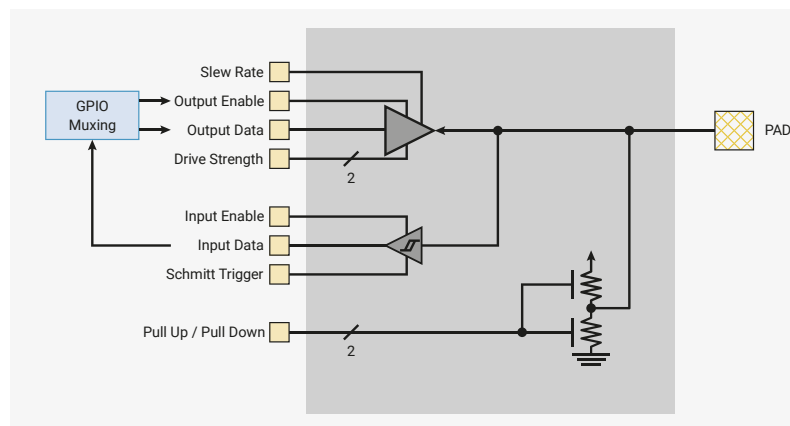 Slew Rate
GPIO
Muxing
Output Enable
Output Data
PAD
Drive Strength
2
Input Enable
Input Data
Schmitt Trigger
Pull Up / Pull Down
2